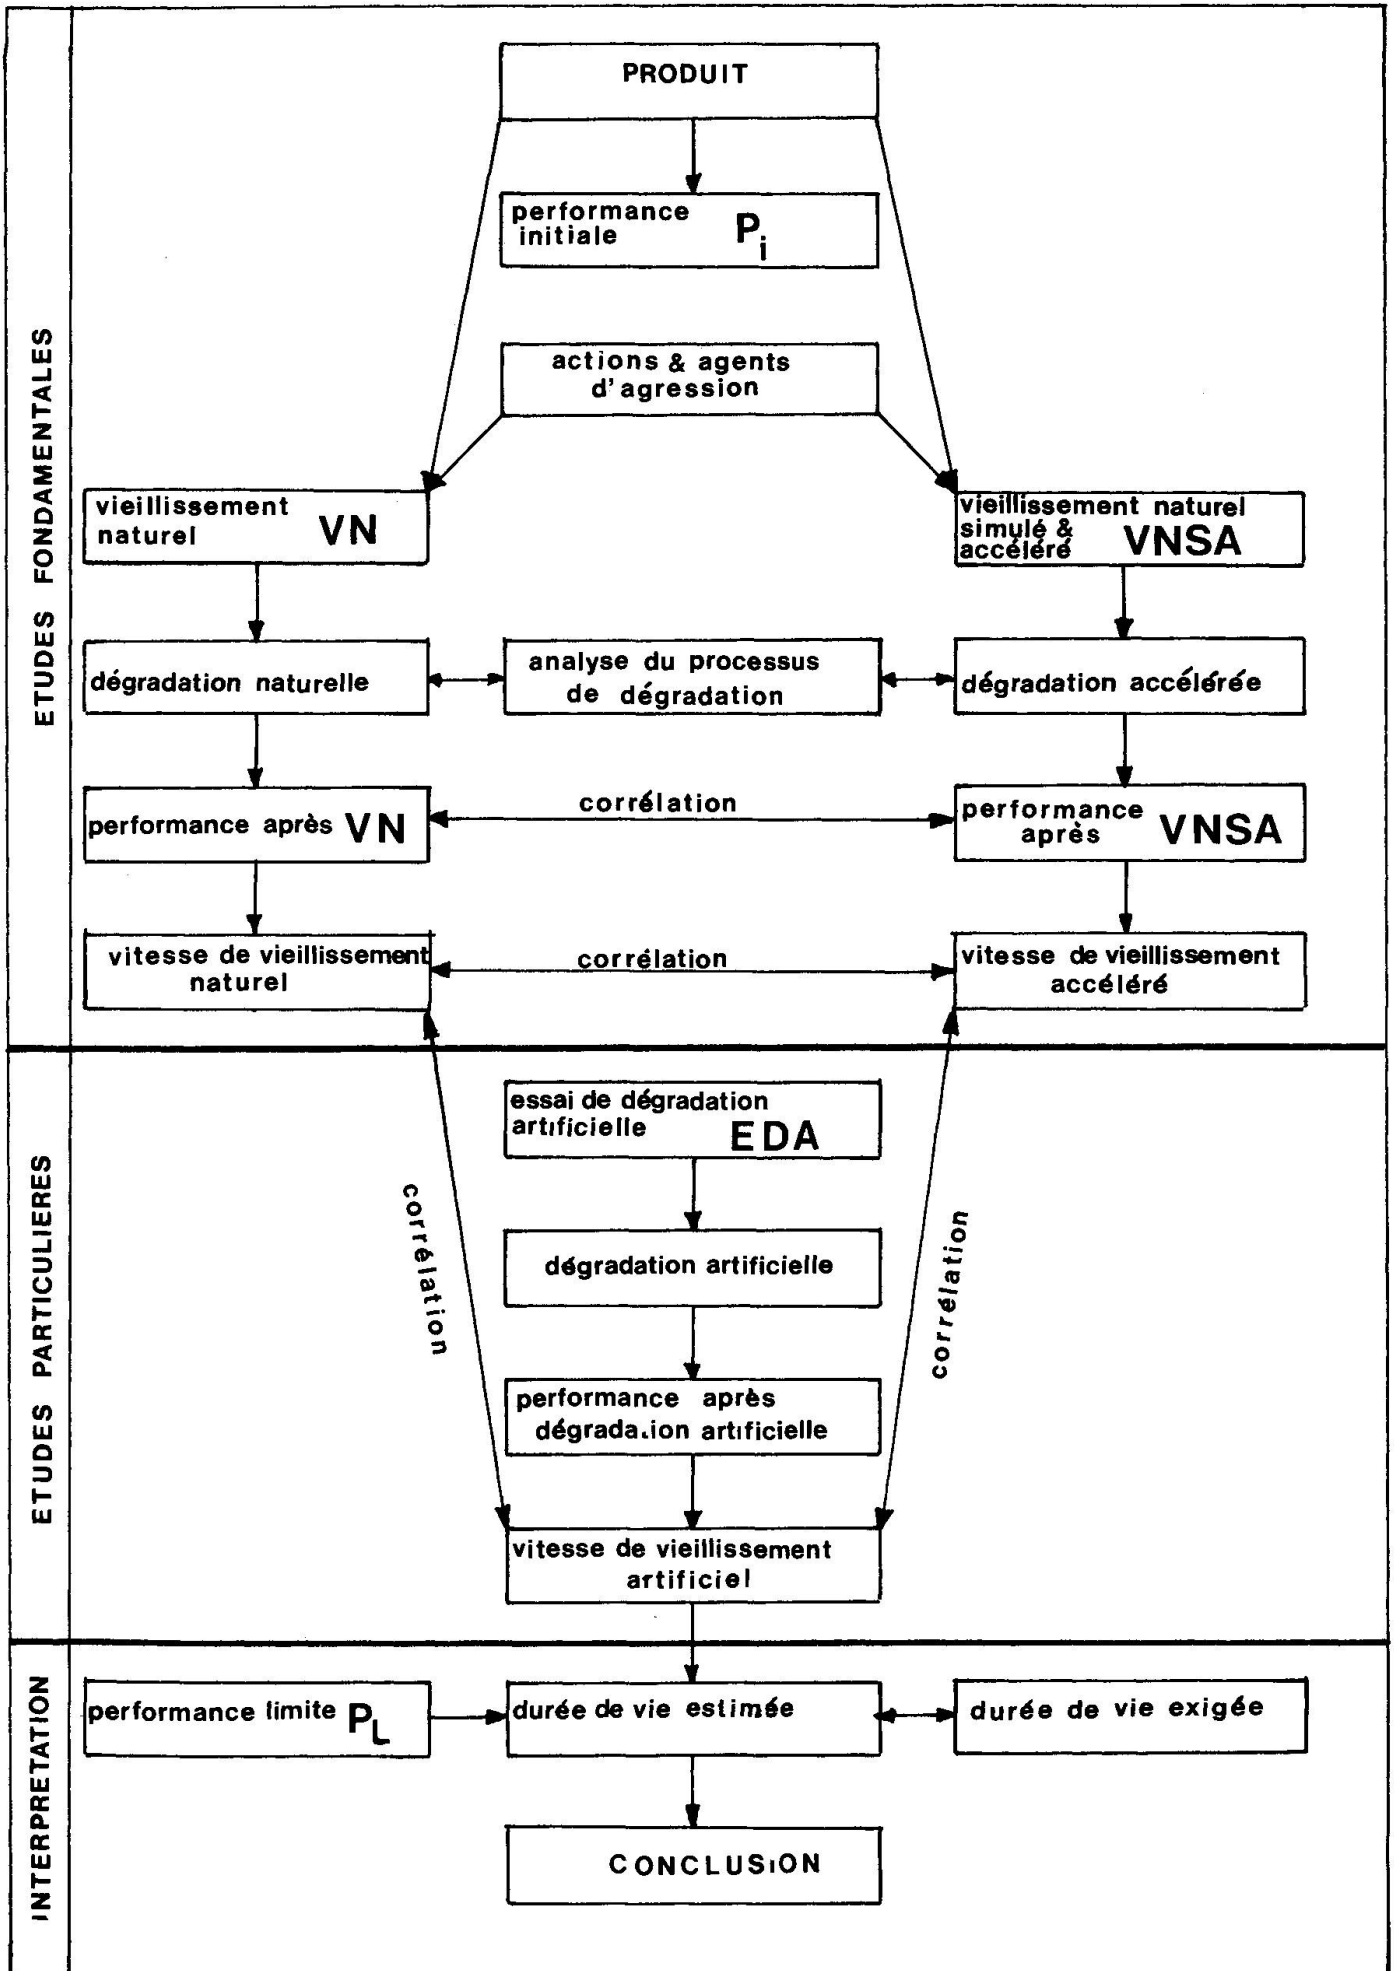 PRODUIT
performance
initiale Pi
actions & agents
d'agression
ETUDES FONDAMENTALES
vieillissement
naturel VN
vieillissement naturel
simulé &
accéléré VNSA
dégradation naturelle
analyse du processus
de dégradation
dégradation accélérée
performance après VN
corrélation
performance
après VNSA
vitesse de vieillissement
naturel
corrélation
vitesse de vieillissement
accéléré
ETUDES PARTICULIERES
essai de dégradation
artificielle EDA
corrélation
corrélation
dégradation artificielle
performance après
dégrada.ion artificielle
vitesse de vieillissement
artificiel
INTERPRETATION
performance limite PL
durée de vie estimée
durée de vie exigée
CONCLUSION